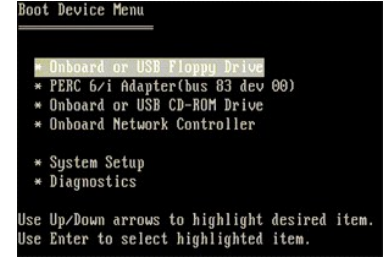 Boot Device Menu
* Onboard or USB Floppy Drive
* PERC 6/i Adapter(bus 83 dev 00)
* Onboard or USB CD-ROM Drive
* Onboard Network Controller
* System Setup
* Diagnostics
Use Up/Down arrows to highlight desired item.
Use Enter to select highlighted item.